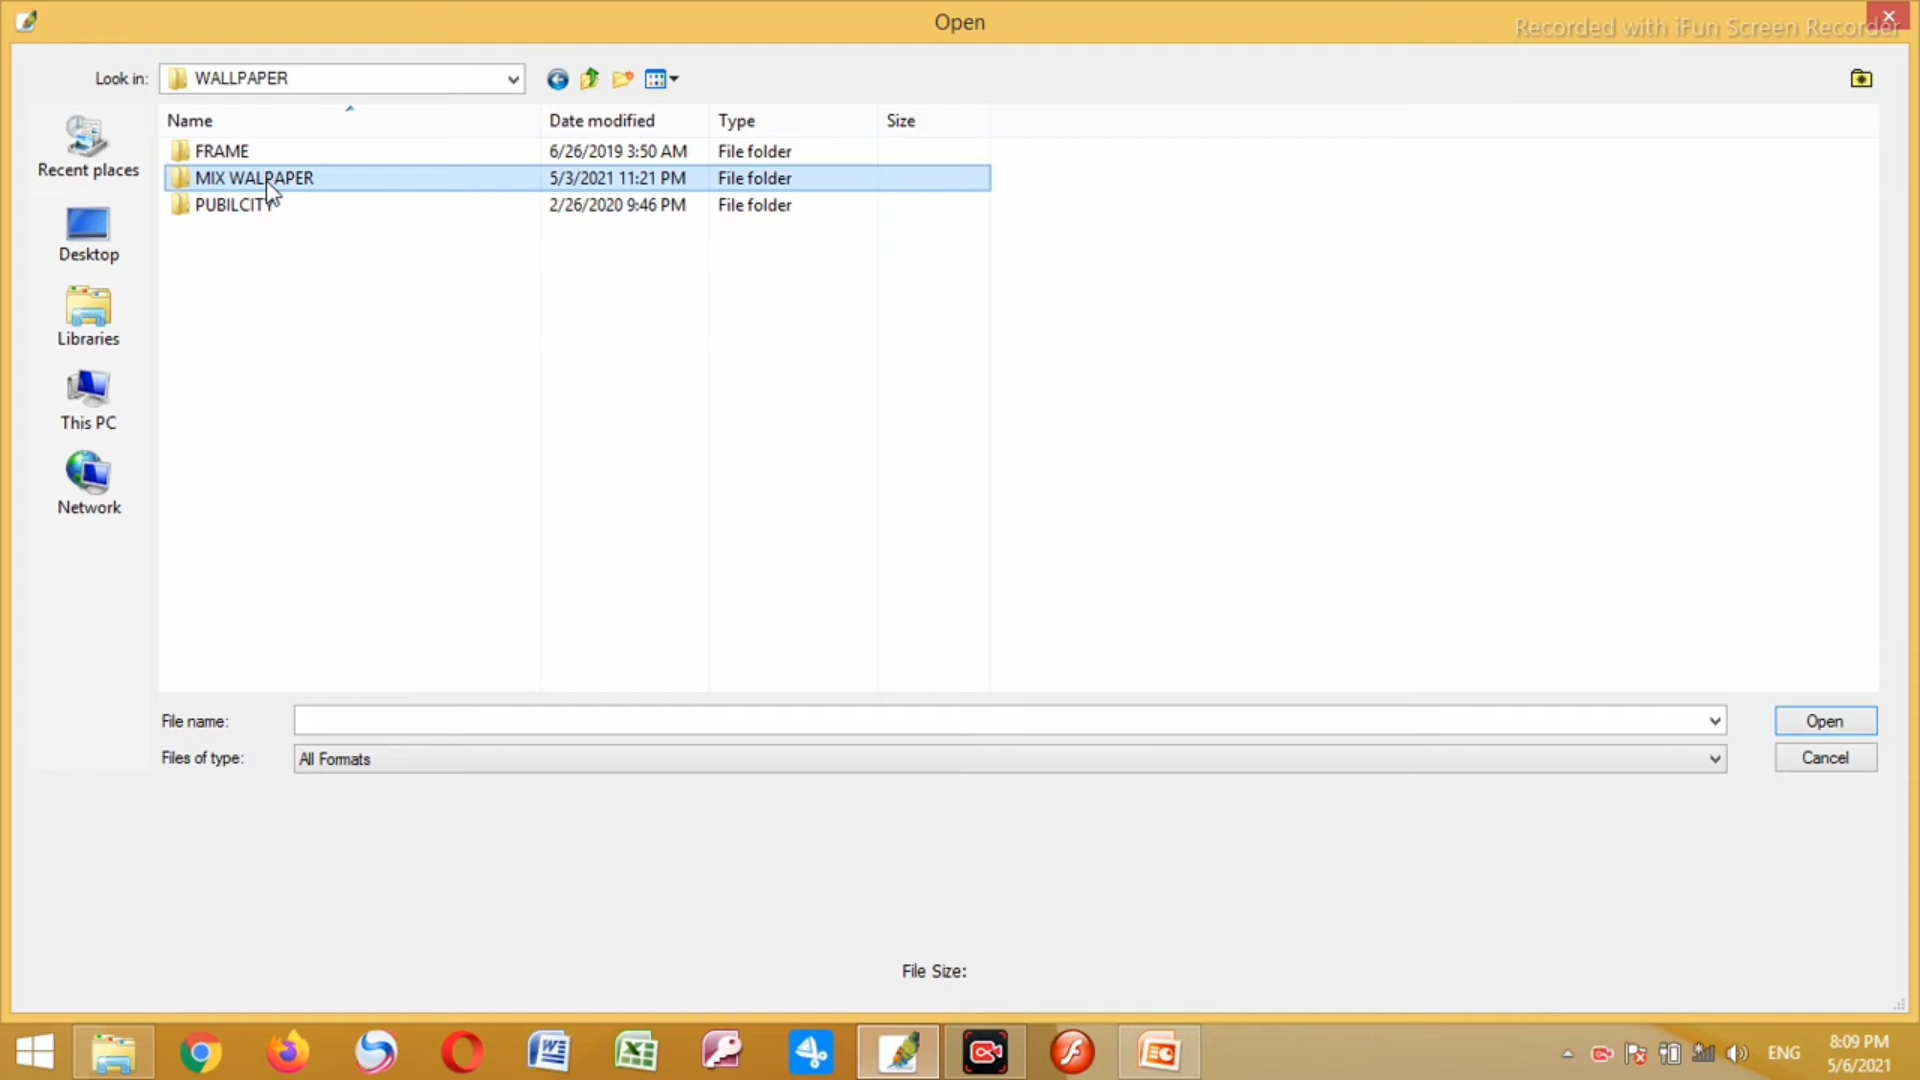 Open
Recorded with iFun Screen Recorder
Look in: WALLPAPER
Name Date modified Type Size
FRAME 6/26/2019 3:50 AM File folder
MIX WALPAPER 5/3/2021 11:21 PM File folder
PUBILCITY 2/26/2020 9:46 PM File folder
Recent places
Desktop
Libraries
This PC
Network
File name: Open
Files of type: All Formats Cancel
File Size:
ENG 8:09 PM
5/6/2021